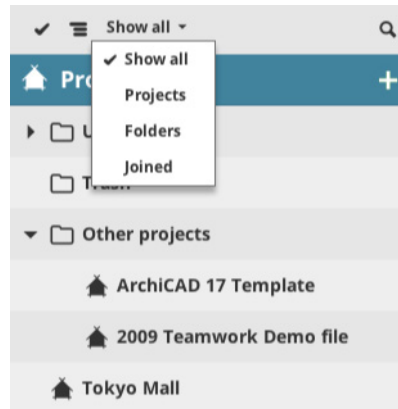 Show all
Show all
Projects
Folders
Joined
Other projects
ArchiCAD 17 Template
2009 Teamwork Demo file
Tokyo Mall